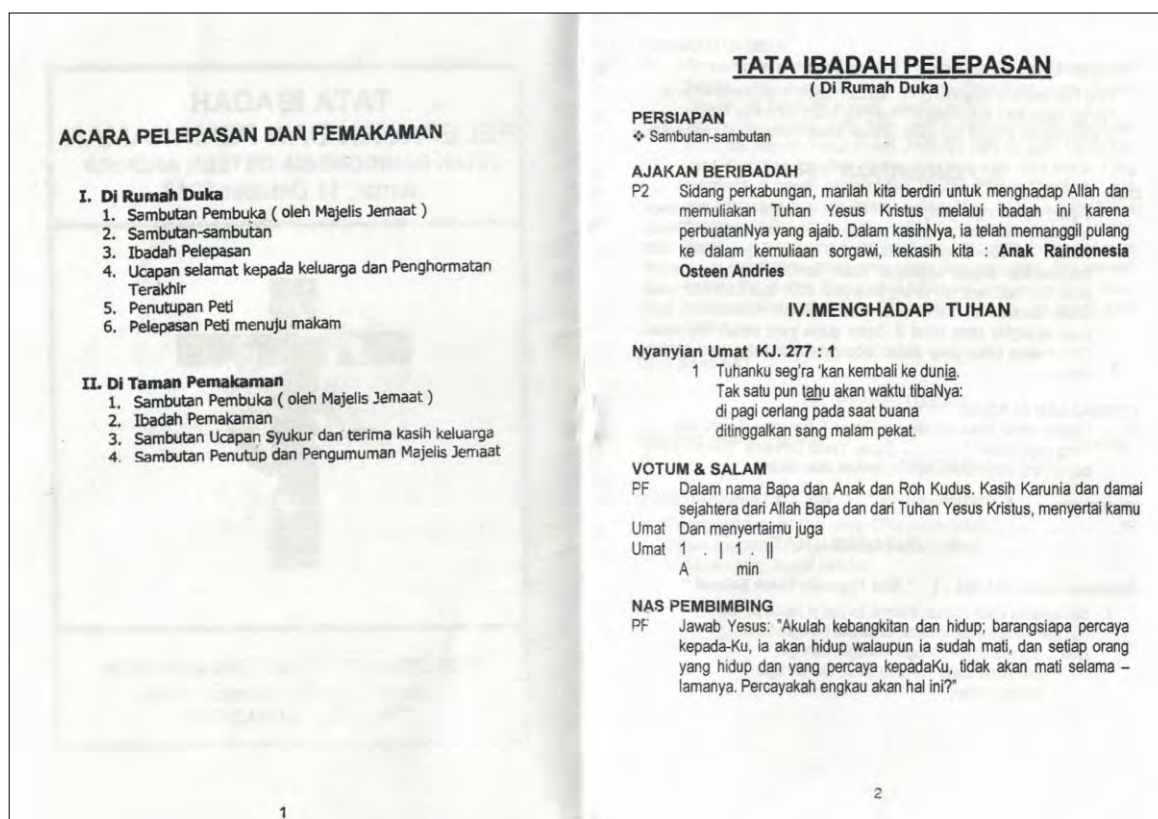 ACARA PELEPASAN DAN PEMAKAMAN
I. Di Rumah Duka
1. Sambutan Pembuka ( oleh Majelis Jemaat )
2. Sambutan-sambutan
3. Ibadah Pelepasan
4. Ucapan selamat kepada keluarga dan Penghormatan
Terakhir
5. Penutupan Peti
6. Pelepasan Peti menuju makam
II. Di Taman Pemakaman
1. Sambutan Pembuka ( oleh Majelis Jemaat )
2. Ibadah Pemakaman
3. Sambutan Ucapan Syukur dan terima kasih keluarga
4. Sambutan Penutup dan Pengumuman Majelis Jemaat
1
TATA IBADAH PELEPASAN
( Di Rumah Duka )
PERSIAPAN
❖ Sambutan-sambutan
AJAKAN BERIBADAH
P2 Sidang perkabungan, marilah kita berdiri untuk menghadap Allah dan
memuliakan Tuhan Yesus Kristus melalui ibadah ini karena
perbuatanNya yang ajaib. Dalam kasihNya, ia telah memanggil pulang
ke dalam kemuliaan sorgawi, kekasih kita : Anak Raindonesia
Osteen Andries
IV.MENGHADAP TUHAN
Nyanyian Umat KJ. 277 : 1
1 Tuhanku seg'ra 'kan kembali ke dunia.
Tak satu pun tahu akan waktu tibaNya:
di pagi cerlang pada saat buana
ditinggalkan sang malam pekat.
VOTUM & SALAM
PF Dalam nama Bapa dan Anak dan Roh Kudus. Kasih Karunia dan damai
sejahtera dari Allah Bapa dan dari Tuhan Yesus Kristus, menyertai kamu
Umat Dan menyertaimu juga
Umat 1 . | 1 . ||
A min
NAS PEMBIMBING
PF Jawab Yesus: "Akulah kebangkitan dan hidup; barangsiapa percaya
kepada-Ku, ia akan hidup walaupun ia sudah mati, dan setiap orang
yang hidup dan yang percaya kepadaKu, tidak akan mati selama –
lamanya. Percayakah engkau akan hal ini?"
2